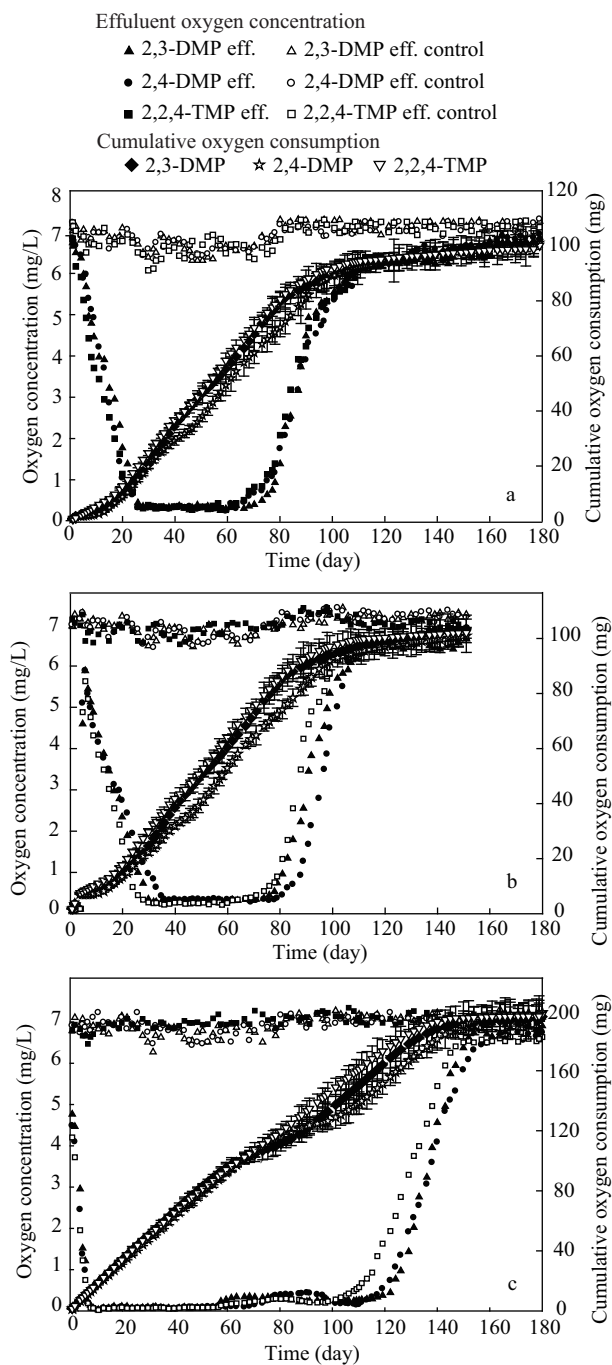 Effuluent oxygen concentration
▲ 2,3-DMP eff. △ 2,3-DMP eff. control
● 2,4-DMP eff. ○ 2,4-DMP eff. control
■ 2,2,4-TMP eff. □ 2,2,4-TMP eff. control
Cumulative oxygen consumption
◆ 2,3-DMP ☆ 2,4-DMP ▽ 2,2,4-TMP
Oxygen concentration (mg/L)
8
7
6
5
4
3
2
1
0
Cumulative oxygen consumption (mg)
120
100
80
60
40
20
0
a
0 20 40 60 80 100 120 140 160 180
Time (day)
Oxygen concentration (mg/L)
7
6
5
4
3
2
1
0
Cumulative oxygen consumption (mg)
100
80
60
40
20
0
b
0 20 40 60 80 100 120 140 160 180
Time (day)
Oxygen concentration (mg/L)
7
6
5
4
3
2
1
0
Cumulative oxygen consumption (mg)
200
160
120
80
40
0
c
0 20 40 60 80 100 120 140 160 180
Time (day)